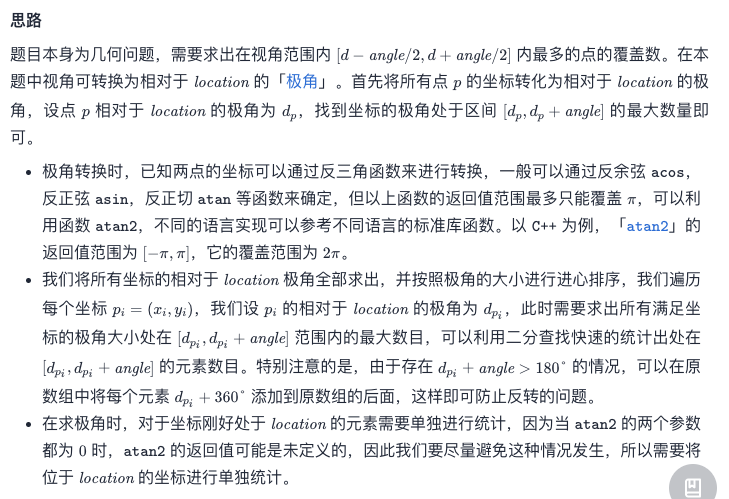 思路
题目本身为几何问题，需要求出在视角范围内 [d − angle/2, d + angle/2] 内最多的点的覆盖数。在本
题中视角可转换为相对于 location 的「极角」。首先将所有点 p 的坐标转化为相对于 location 的极
角，设点 p 相对于 location 的极角为 dₚ，找到坐标的极角处于区间 [dₚ, dₚ + angle] 的最大数量即
可。
• 极角转换时，已知两点的坐标可以通过反三角函数来进行转换，一般可以通过反余弦 acos，
反正弦 asin，反正切 atan 等函数来确定，但以上函数的返回值范围最多只能覆盖 π，可以利
用函数 atan2，不同的语言实现可以参考不同语言的标准库函数。以 C++ 为例，「atan2」的
返回值范围为 [−π, π]，它的覆盖范围为 2π。
• 我们将所有坐标的相对于 location 极角全部求出，并按照极角的大小进行进心排序，我们遍历
每个坐标 pᵢ = (xᵢ, yᵢ)，我们设 pᵢ 的相对于 location 的极角为 d_{pᵢ}，此时需要求出所有满足坐
标的极角大小处在 [d_{pᵢ}, d_{pᵢ} + angle] 范围内的最大数目，可以利用二分查找快速的统计出处在
[d_{pᵢ}, d_{pᵢ} + angle] 的元素数目。特别注意的是，由于存在 d_{pᵢ} + angle > 180° 的情况，可以在原
数组中将每个元素 d_{pᵢ} + 360° 添加到原数组的后面，这样即可防止反转的问题。
• 在求极角时，对于坐标刚好处于 location 的元素需要单独进行统计，因为当 atan2 的两个参数
都为 0 时，atan2 的返回值可能是未定义的，因此我们要尽量避免这种情况发生，所以需要将
位于 location 的坐标进行单独统计。